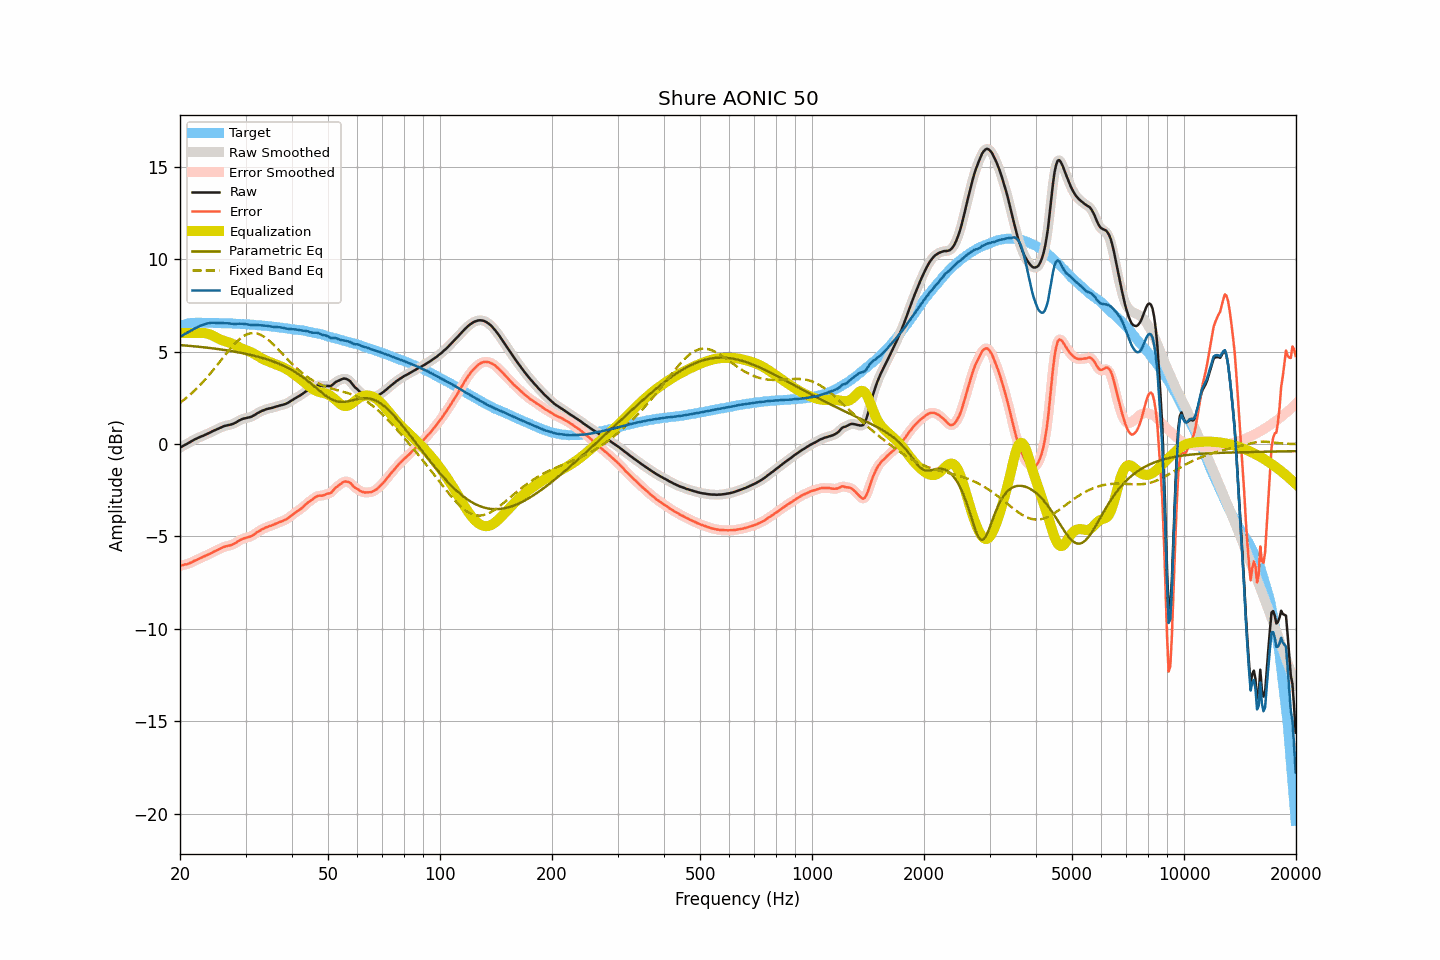 Shure AONIC 50
Target
Raw Smoothed
Error Smoothed
Raw
Error
Equalization
Parametric Eq
Fixed Band Eq
Equalized
15
10
5
0
−5
−10
−15
−20
Amplitude (dBr)
20 50 100 200 500 1000 2000 5000 10000 20000
Frequency (Hz)